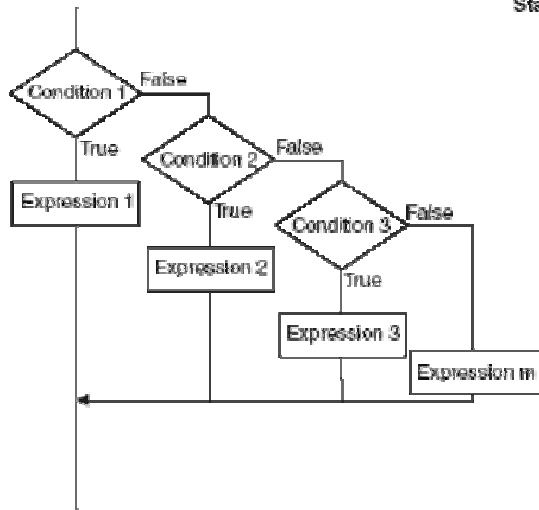 Sta
Condition 1
False
True
Condition 2
False
Expression 1
True
Condition 3
False
Expression 2
True
Expression 3
Expression m